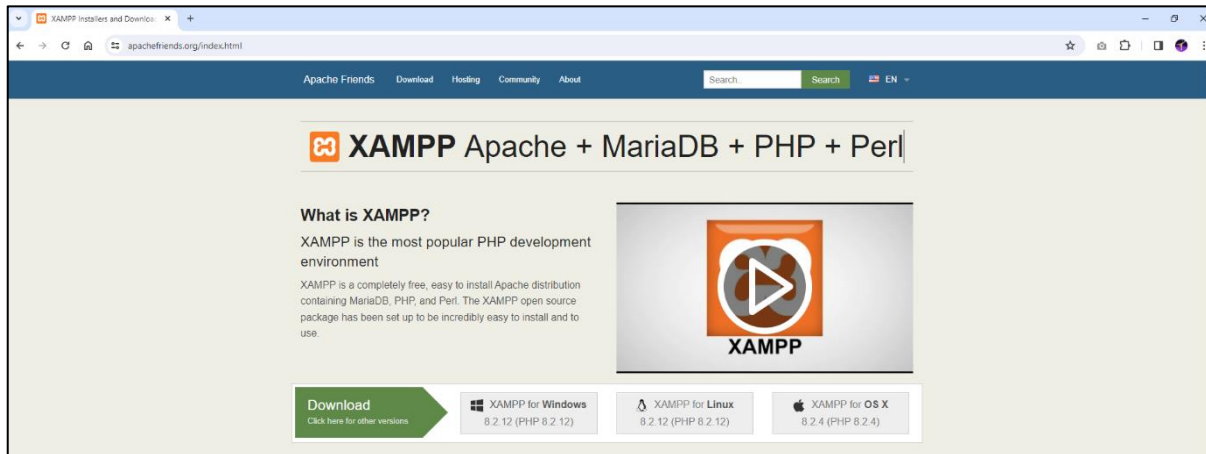 XAMPP Installers and Downloa
apachefriends.org/index.html
Apache Friends Download Hosting Community About Search.. Search EN
XAMPP Apache + MariaDB + PHP + Perl
What is XAMPP?
XAMPP is the most popular PHP development
environment
XAMPP is a completely free, easy to install Apache distribution
containing MariaDB, PHP, and Perl. The XAMPP open source
package has been set up to be incredibly easy to install and to
use.
XAMPP
Download
Click here for other versions
XAMPP for Windows
8.2.12 (PHP 8.2.12)
XAMPP for Linux
8.2.12 (PHP 8.2.12)
XAMPP for OS X
8.2.4 (PHP 8.2.4)